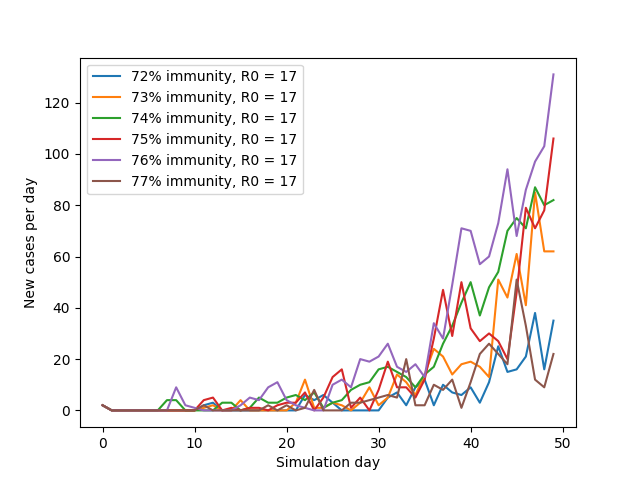 72% immunity, R0 = 17
73% immunity, R0 = 17
74% immunity, R0 = 17
75% immunity, R0 = 17
76% immunity, R0 = 17
77% immunity, R0 = 17
New cases per day
120
100
80
60
40
20
0
0 10 20 30 40 50
Simulation day